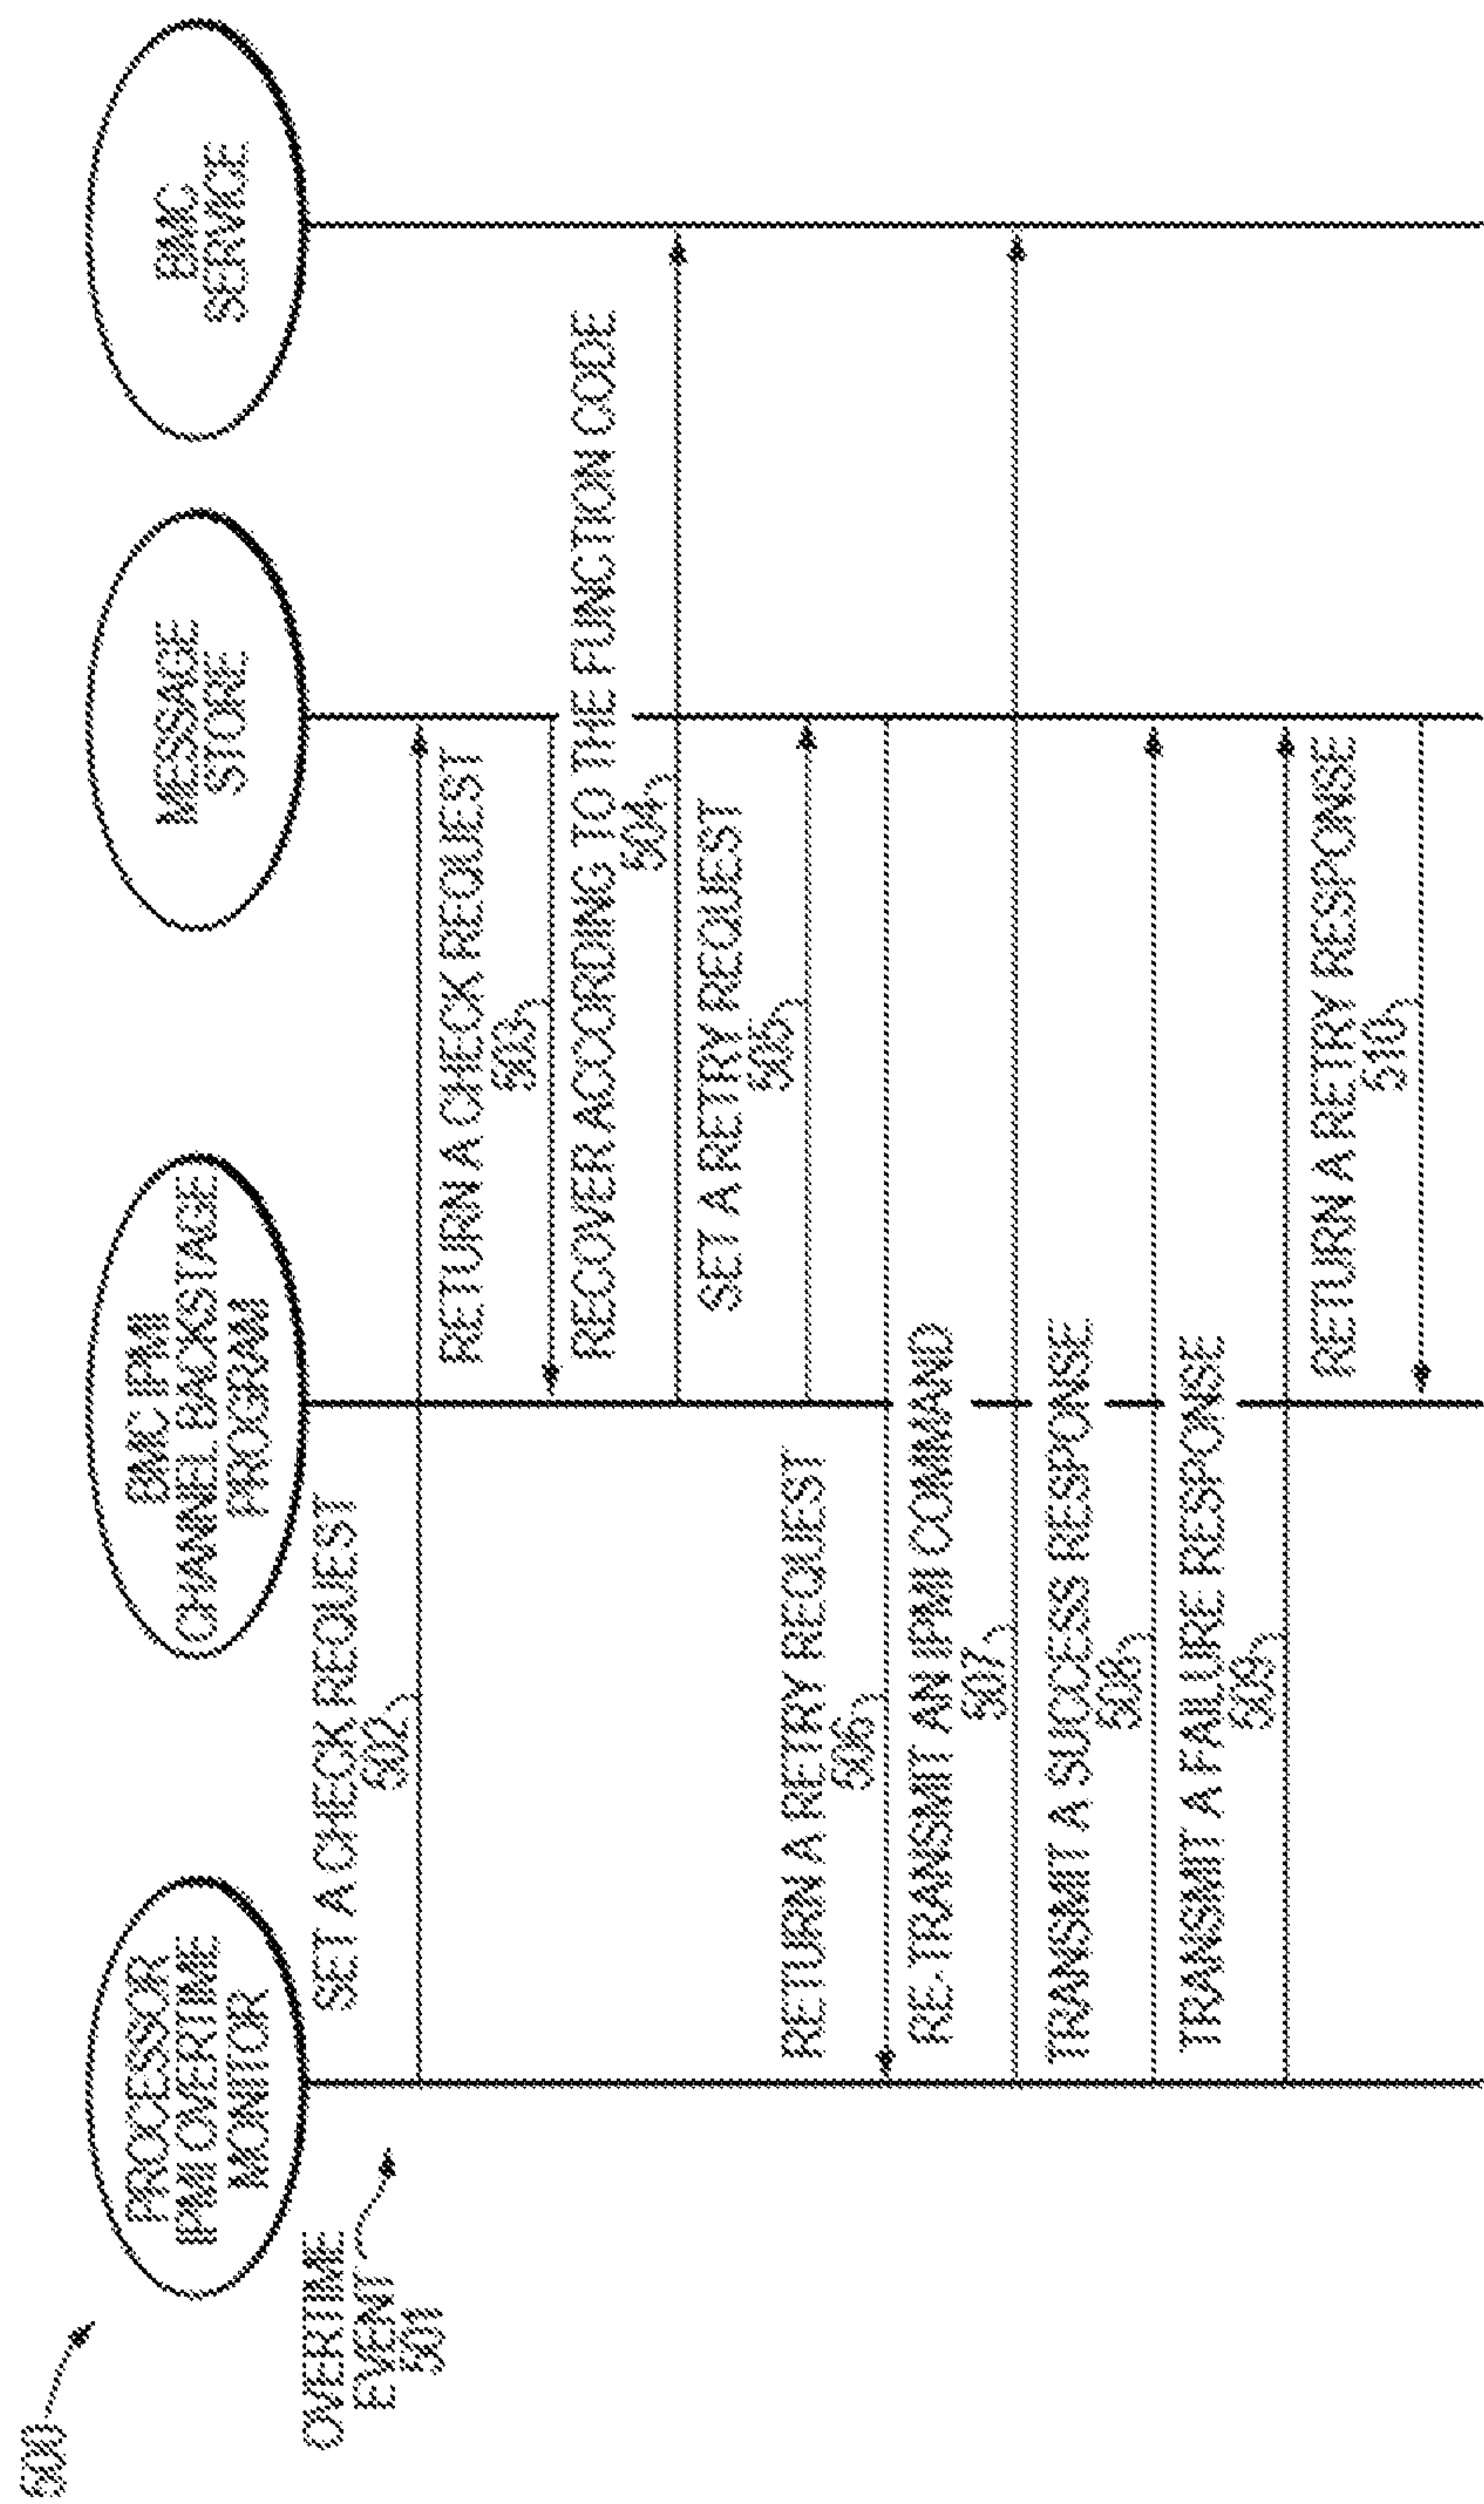 500
PROCESSOR
IPMI OVERTIME
MONITOR
BMC IPMI
CHANNEL BACKSTAGE
PROGRAM
MESSAGE
STORE
BMC
SERVICE
OVERTIME
EVENT
501
SET A CHECK REQUEST
502
RETURN A CHECK REQUEST
503
RECOVER ACCORDING TO THE FUNCTION CODE
504
SET A RETRY REQUEST
505
RETURN A RETRY REQUEST
506
RE-TRANSMIT AN IPMI COMMAND
507
TRANSMIT A SUCCESS RESPONSE
508
TRANSMIT A FAILURE RESPONSE
509
RETURN A RETRY RESPONSE
510